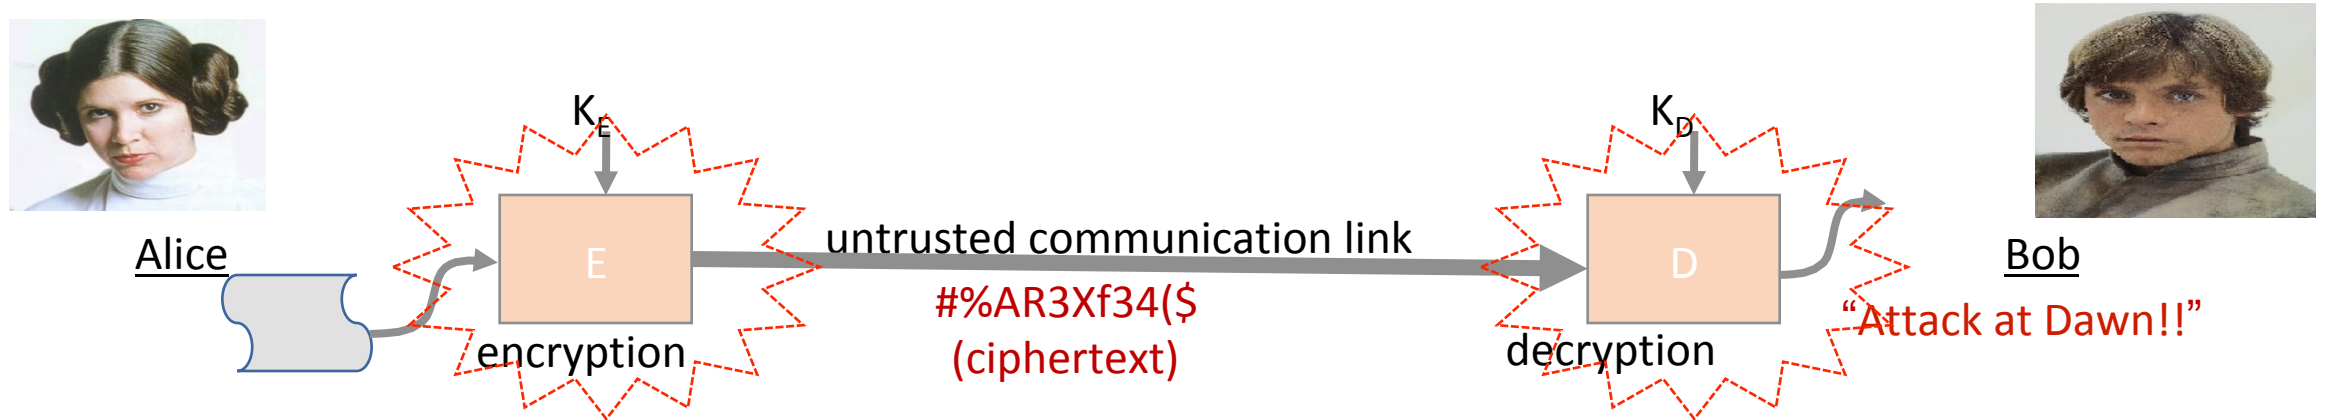 K_E
K_D
Alice
E
untrusted communication link
D
Bob
#%AR3Xf34($
“Attack at Dawn!!”
encryption
(ciphertext)
decryption